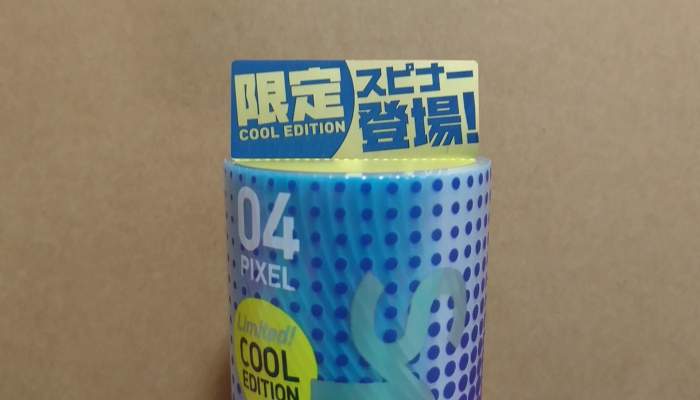 限定
COOL EDITION
スピナー
登場!
04
PIXEL
Limited!
COOL
EDITION